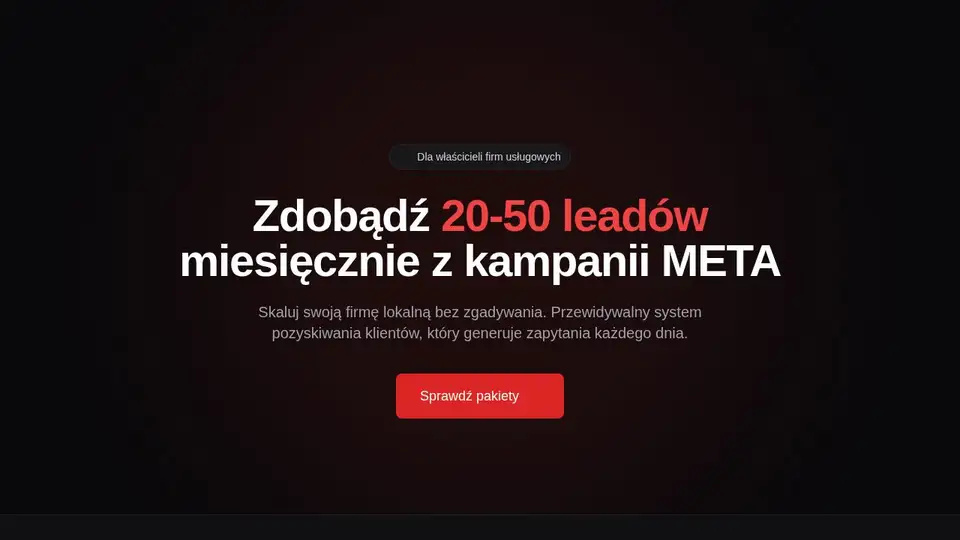 Dla właścicieli firm usługowych
Zdobądź 20-50 leadów
miesięcznie z kampanii META
Skaluj swoją firmę lokalną bez zgadywania. Przewidywalny system
pozyskiwania klientów, który generuje zapytania każdego dnia.
Sprawdź pakiety